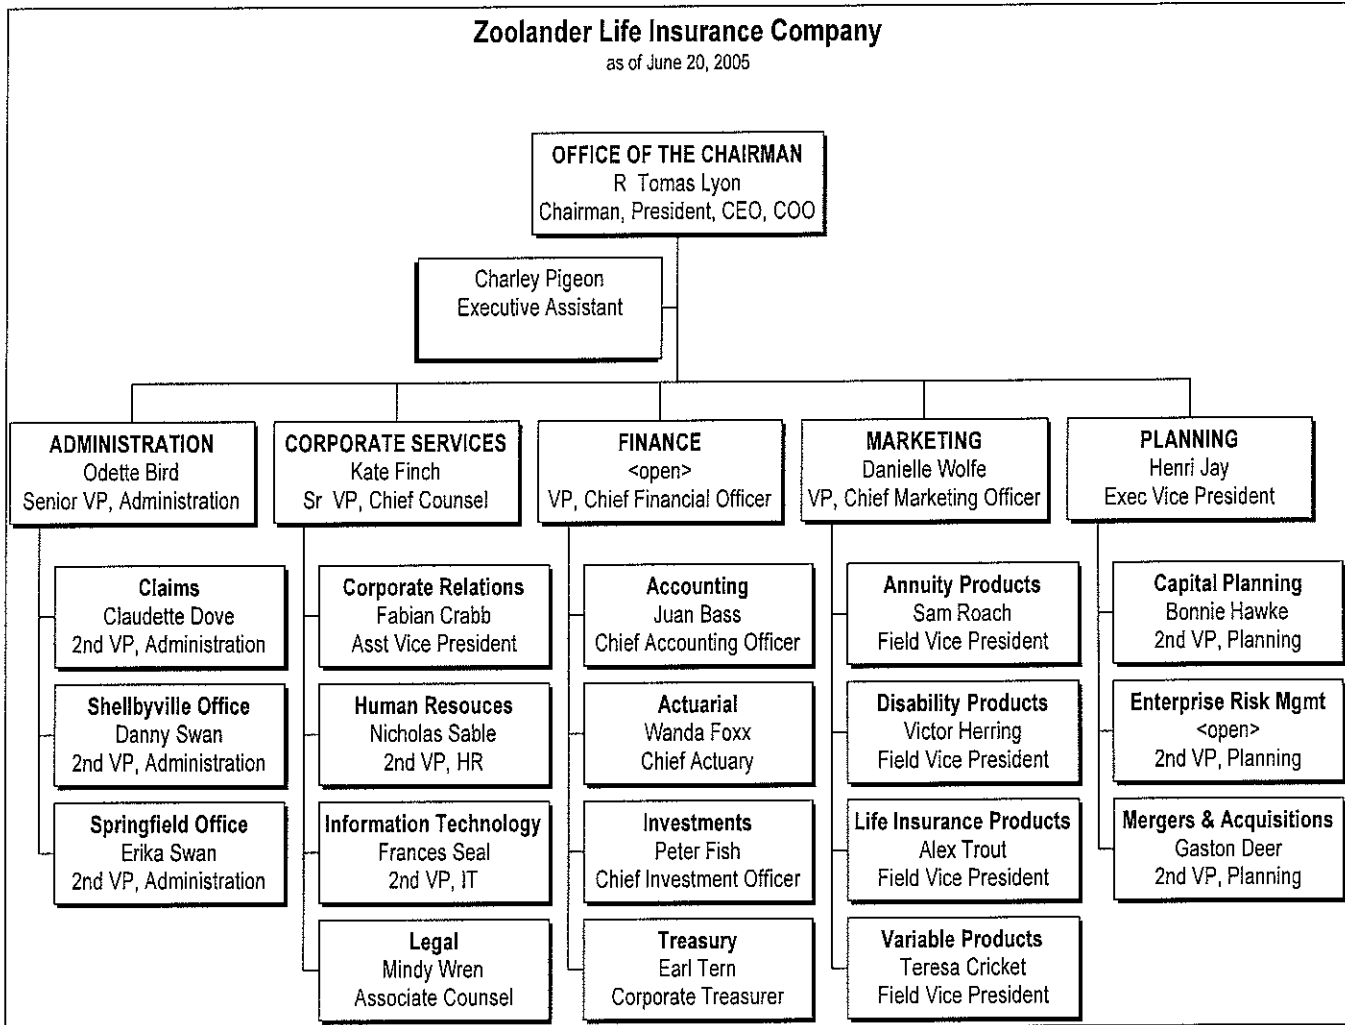 Zoolander Life Insurance Company
as of June 20, 2005
OFFICE OF THE CHAIRMAN
R Tomas Lyon
Chairman, President, CEO, COO
Charley Pigeon
Executive Assistant
ADMINISTRATION
Odette Bird
Senior VP, Administration
CORPORATE SERVICES
Kate Finch
Sr VP, Chief Counsel
FINANCE
<open>
VP, Chief Financial Officer
MARKETING
Danielle Wolfe
VP, Chief Marketing Officer
PLANNING
Henri Jay
Exec Vice President
Claims
Claudette Dove
2nd VP, Administration
Shellbyville Office
Danny Swan
2nd VP, Administration
Springfield Office
Erika Swan
2nd VP, Administration
Corporate Relations
Fabian Crabb
Asst Vice President
Human Resouces
Nicholas Sable
2nd VP, HR
Information Technology
Frances Seal
2nd VP, IT
Legal
Mindy Wren
Associate Counsel
Accounting
Juan Bass
Chief Accounting Officer
Actuarial
Wanda Foxx
Chief Actuary
Investments
Peter Fish
Chief Investment Officer
Treasury
Earl Tern
Corporate Treasurer
Annuity Products
Sam Roach
Field Vice President
Disability Products
Victor Herring
Field Vice President
Life Insurance Products
Alex Trout
Field Vice President
Variable Products
Teresa Cricket
Field Vice President
Capital Planning
Bonnie Hawke
2nd VP, Planning
Enterprise Risk Mgmt
<open>
2nd VP, Planning
Mergers & Acquisitions
Gaston Deer
2nd VP, Planning